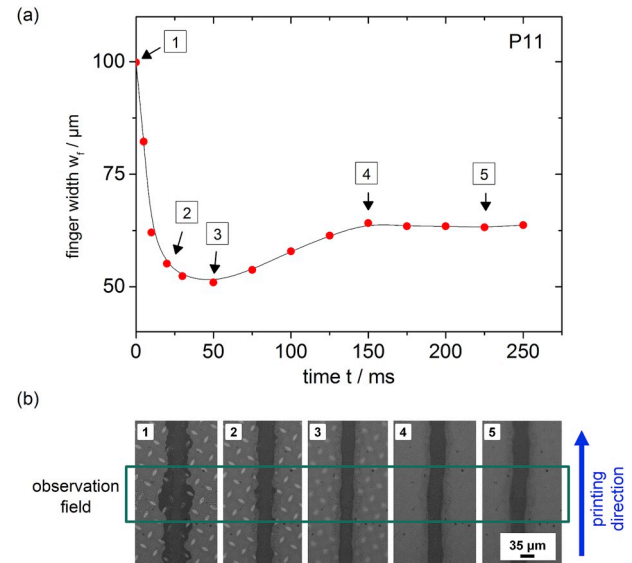 (a)
P11
1
2
3
4
5
100
75
50
finger width wf / µm
0
50
100
150
200
250
time t / ms
(b)
1
2
3
4
5
observation
field
35 µm
printing
direction